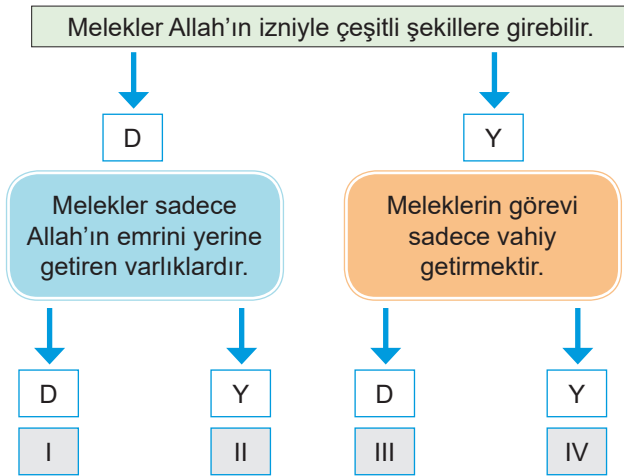 Melekler Allah’ın izniyle çeşitli şekillere girebilir.
D
Y
Melekler sadece
Allah’ın emrini yerine
getiren varlıklardır.
Meleklerin görevi
sadece vahiy
getirmektir.
D
Y
D
Y
I
II
III
IV